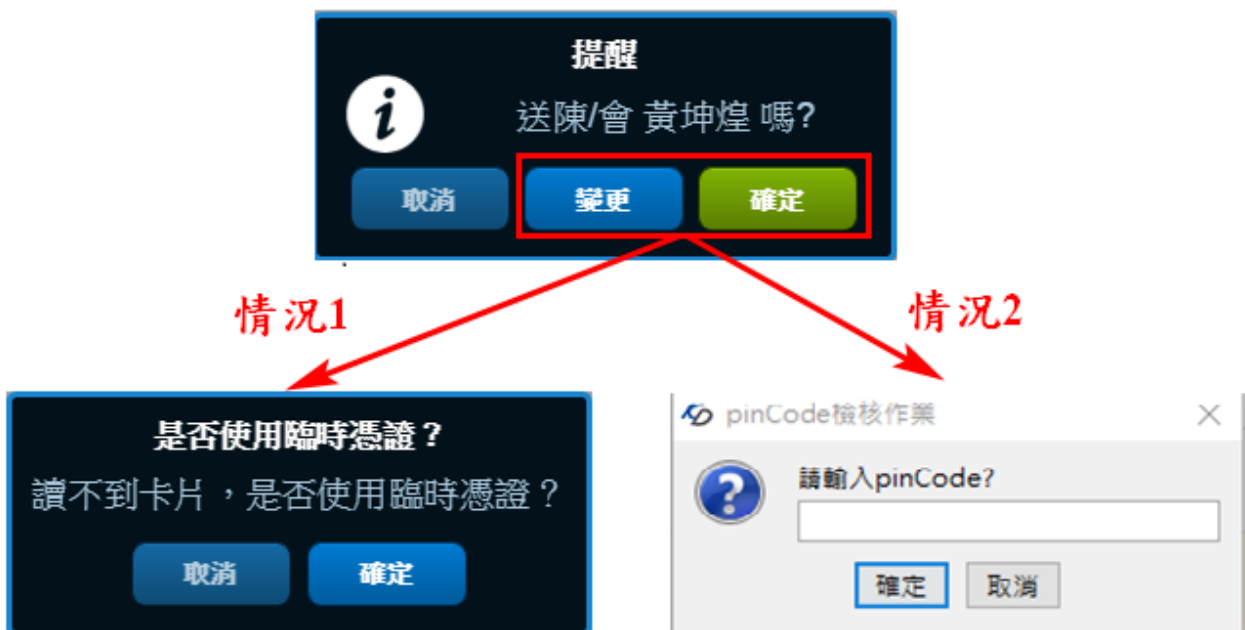 提醒
送陳/會 黃坤煌 嗎?
取消 變更 確定
情況1
情況2
是否使用臨時憑證？
讀不到卡片，是否使用臨時憑證？
取消 確定
pinCode檢核作業
請輸入pinCode?
確定 取消